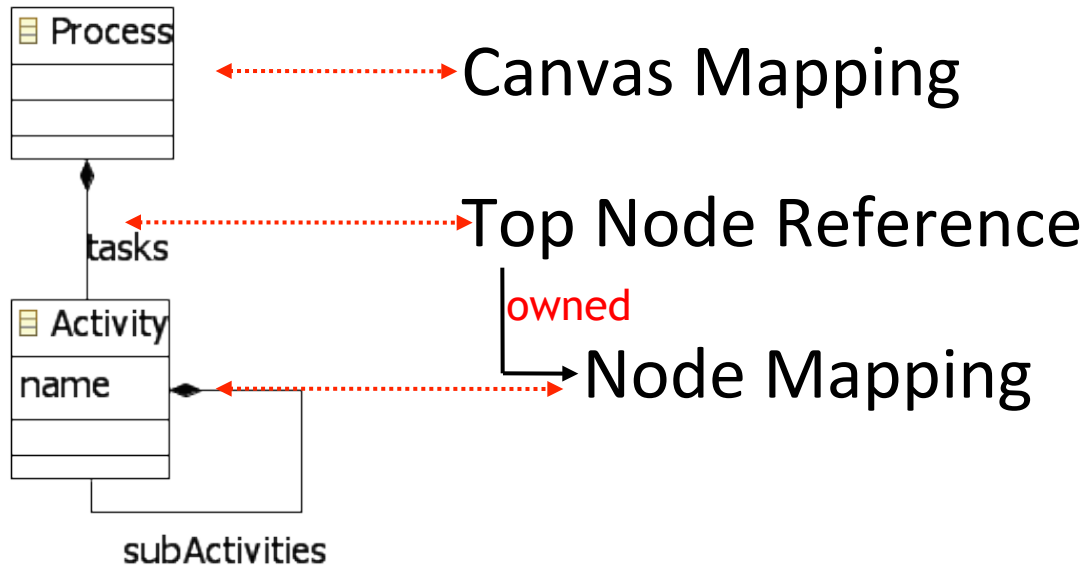 Process
Canvas Mapping
Top Node Reference
tasks
owned
Activity
Node Mapping
name
subActivities